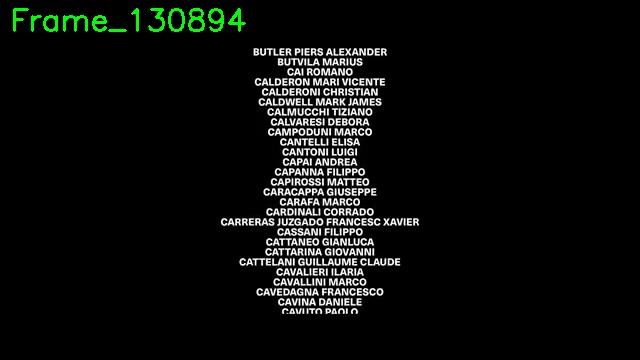 Frame_130894
BUTLER PIERS ALEXANDER
BUTVILA MARIUS
CAI ROMANO
CALDERON MARI VICENTE
CALDERONI CHRISTIAN
CALDWELL MARK JAMES
CALMUCCHI TIZIANO
CALVARESI DEBORA
CAMPODUNI MARCO
CANTELLI ELISA
CANTONI LUIGI
CAPAI ANDREA
CAPANNA FILIPPO
CAPIROSSI MATTEO
CARACAPPA GIUSEPPE
CARAFA MARCO
CARDINALI CORRADO
CARRERAS JUZGADO FRANCESC XAVIER
CASSANI FILIPPO
CATTANEO GIANLUCA
CATTARINA GIOVANNI
CATTELANI GUILLAUME CLAUDE
CAVALIERI ILARIA
CAVALLINI MARCO
CAVEDAGNA FRANCESCO
CAVINA DANIELE
CAVUTO PAOLO